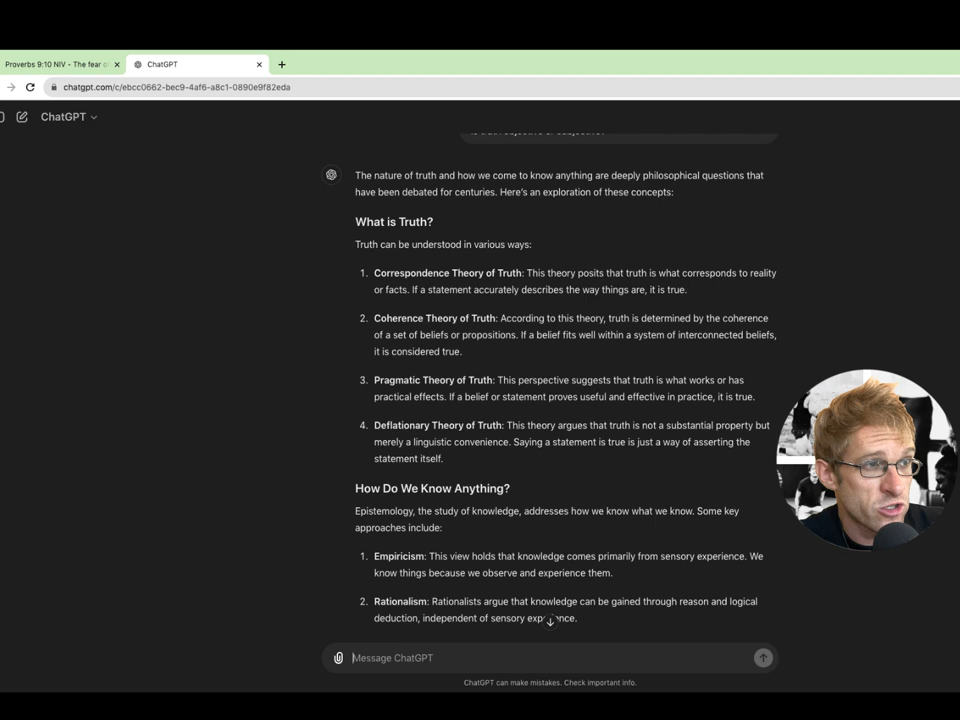 Proverbs 9:10 NIV - The fear
ChatGPT
chatgpt.com/c/ebcc0662-bec9-4af6-a8c1-0890e9f82eda
ChatGPT
The nature of truth and how we come to know anything are deeply philosophical questions that
have been debated for centuries. Here's an exploration of these concepts:
What is Truth?
Truth can be understood in various ways:
1. Correspondence Theory of Truth: This theory posits that truth is what corresponds to reality
or facts. If a statement accurately describes the way things are, it is true.
2. Coherence Theory of Truth: According to this theory, truth is determined by the coherence
of a set of beliefs or propositions. If a belief fits well within a system of interconnected beliefs,
it is considered true.
3. Pragmatic Theory of Truth: This perspective suggests that truth is what works or has
practical effects. If a belief or statement proves useful and effective in practice, it is true.
4. Deflationary Theory of Truth: This theory argues that truth is not a substantial property but
merely a linguistic convenience. Saying a statement is true is just a way of asserting the
statement itself.
How Do We Know Anything?
Epistemology, the study of knowledge, addresses how we know what we know. Some key
approaches include:
1. Empiricism: This view holds that knowledge comes primarily from sensory experience. We
know things because we observe and experience them.
2. Rationalism: Rationalists argue that knowledge can be gained through reason and logical
deduction, independent of sensory experience.
Message ChatGPT
ChatGPT can make mistakes. Check important info.